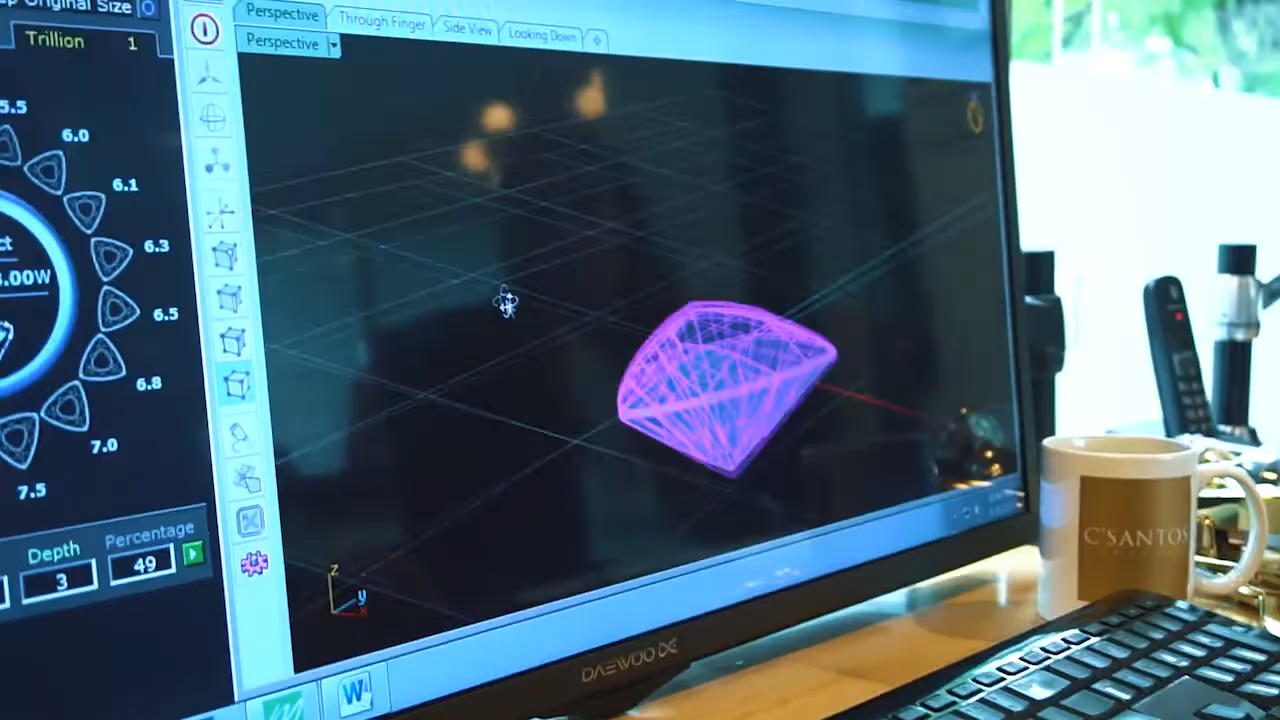 Original Size
Trillion 1
5.5
6.0
6.1
6.3
6.5
6.8
7.0
7.5
.00W
Depth
3
Percentage
49
Perspective
Through Finger
Side View
Looking Down
Perspective
z
y
x
W
DAEWOO
C'SANTOS